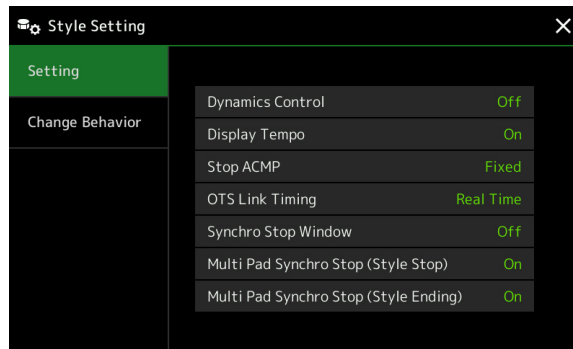 Style Setting
Setting
Change Behavior
Dynamics Control Off
Display Tempo On
Stop ACMP Fixed
OTS Link Timing Real Time
Synchro Stop Window Off
Multi Pad Synchro Stop (Style Stop) On
Multi Pad Synchro Stop (Style Ending) On